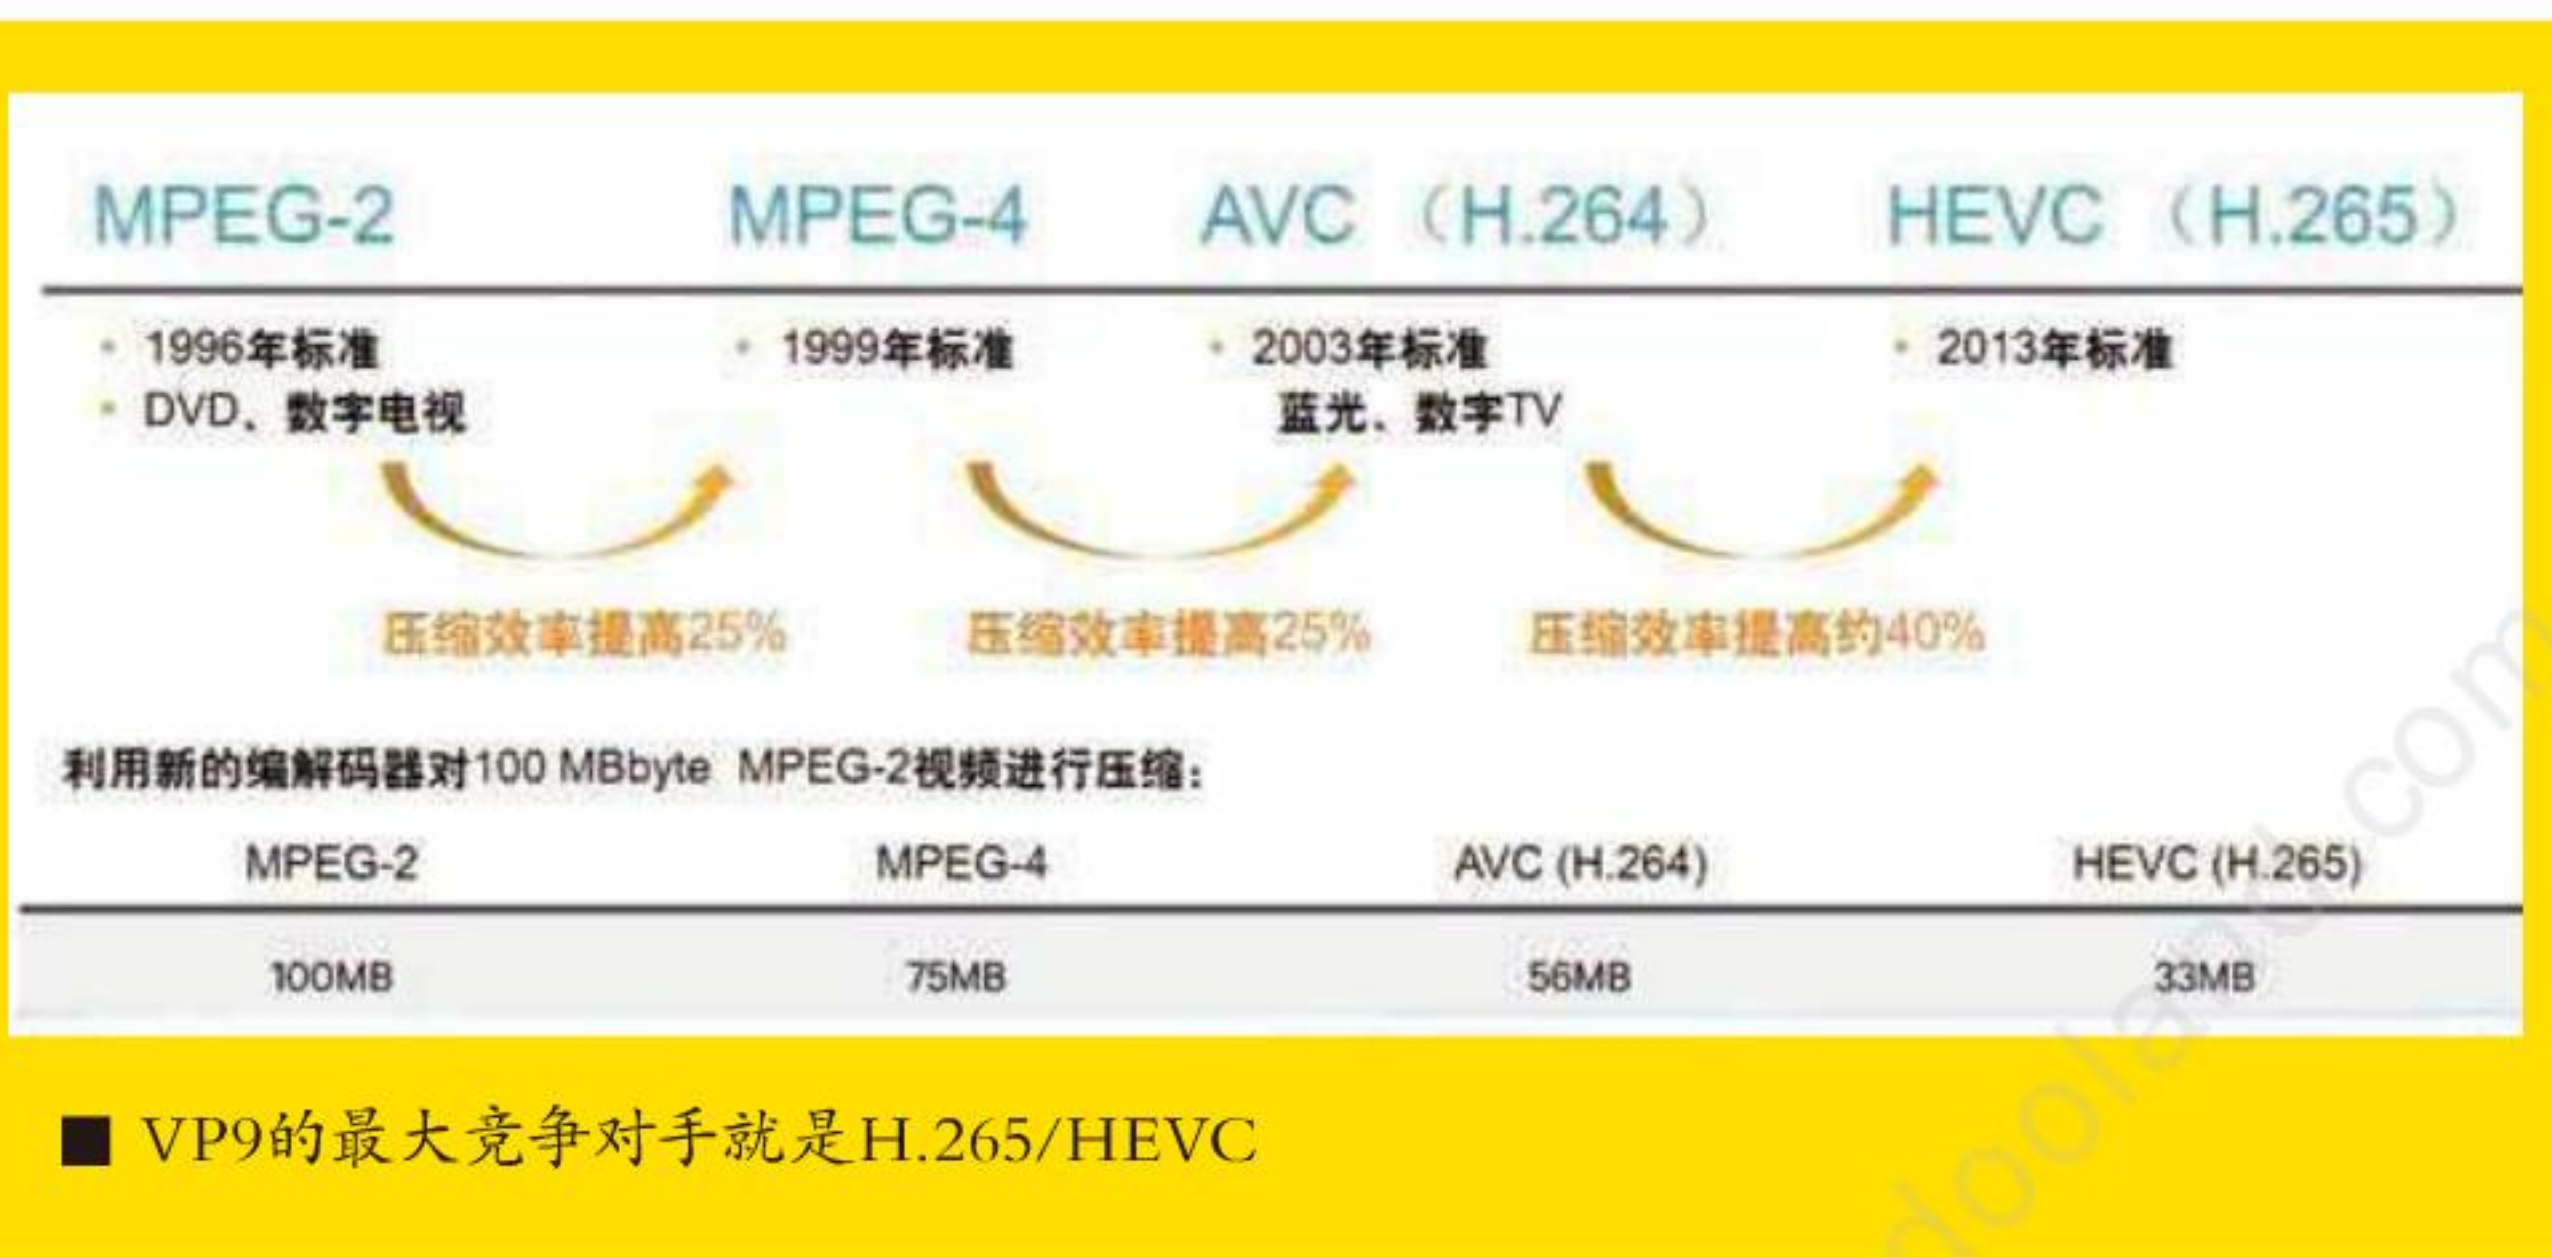 MPEG-2 MPEG-4 AVC （H.264） HEVC （H.265）
• 1996年标准 • 1999年标准 • 2003年标准 • 2013年标准
• DVD、数字电视 蓝光、数字TV
压缩效率提高25% 压缩效率提高25% 压缩效率提高约40%
利用新的编解码器对100 MBbyte MPEG-2视频进行压缩：
MPEG-2 MPEG-4 AVC (H.264) HEVC (H.265)
100MB 75MB 56MB 33MB
■ VP9的最大竞争对手就是H.265/HEVC